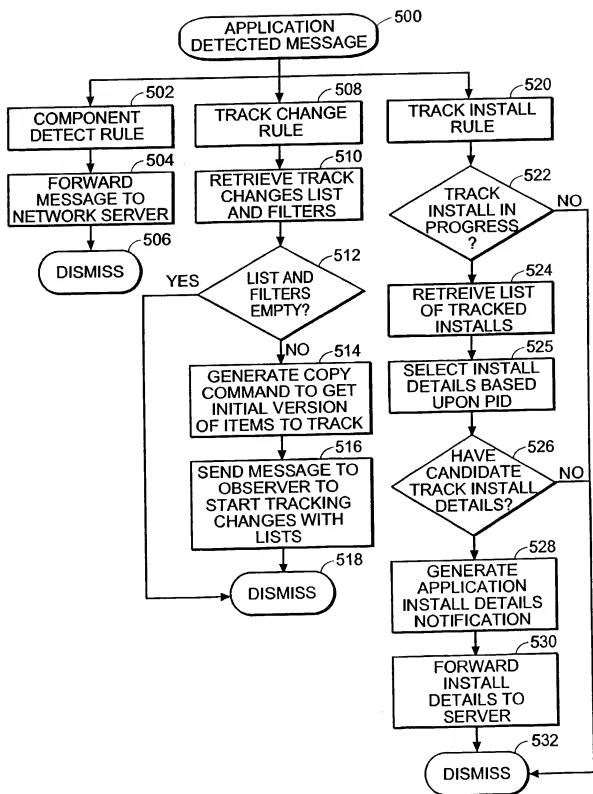 APPLICATION
DETECTED MESSAGE
500
502
COMPONENT
DETECT RULE
504
FORWARD
MESSAGE TO
NETWORK SERVER
506
DISMISS
508
TRACK CHANGE
RULE
510
RETRIEVE TRACK
CHANGES LIST
AND FILTERS
512
YES
LIST AND
FILTERS
EMPTY?
NO
514
GENERATE COPY
COMMAND TO GET
INITIAL VERSION
OF ITEMS TO TRACK
516
SEND MESSAGE TO
OBSERVER TO
START TRACKING
CHANGES WITH
LISTS
518
DISMISS
520
TRACK INSTALL
RULE
522
NO
TRACK
INSTALL IN
PROGRESS
?
524
RETREIVE LIST
OF TRACKED
INSTALLS
525
SELECT INSTALL
DETAILS BASED
UPON PID
526
HAVE
CANDIDATE
TRACK INSTALL
DETAILS?
NO
528
GENERATE
APPLICATION
INSTALL DETAILS
NOTIFICATION
530
FORWARD
INSTALL
DETAILS TO
SERVER
532
DISMISS